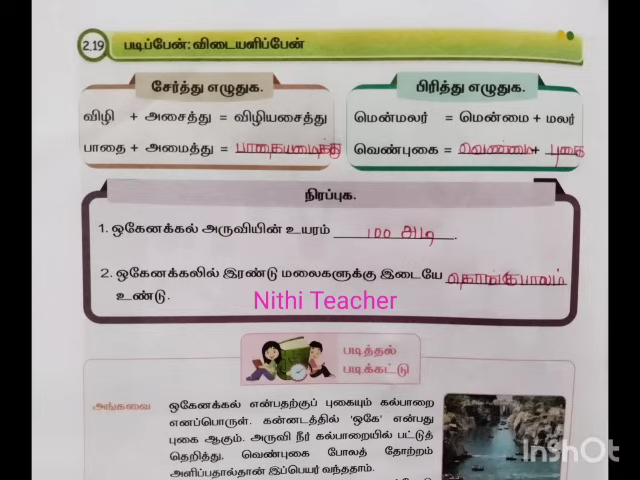 2.19 படிப்பேன்: விடையளிப்பேன்
சேர்த்து எழுதுக.
விழி + அசைத்து = விழியசைத்து
பாதை + அமைத்து =
பிரித்து எழுதுக.
மென்மலர் = மென்மை + மலர்
வெண்புகை = வெண்மை + புகை
நிரப்புக.
1. ஒகேனக்கல் அருவியின் உயரம் 100 அடி.
2. ஒகேனக்கலில் இரண்டு மலைகளுக்கு இடையே தொங்குபாலம்
உண்டு.
Nithi Teacher
படித்தல்
படிக்கட்டு
அங்கவை ஒகேனக்கல் என்பதற்குப் புகையும் கல்பாறை
எனப்பொருள். கன்னடத்தில் 'ஒகே' என்பது
புகை ஆகும். அருவி நீர் கல்பாறையில் பட்டுத்
தெறித்து, வெண்புகை போலத் தோற்றம்
அளிப்பதால்தான் இப்பெயர் வந்ததாம்.
InShOt